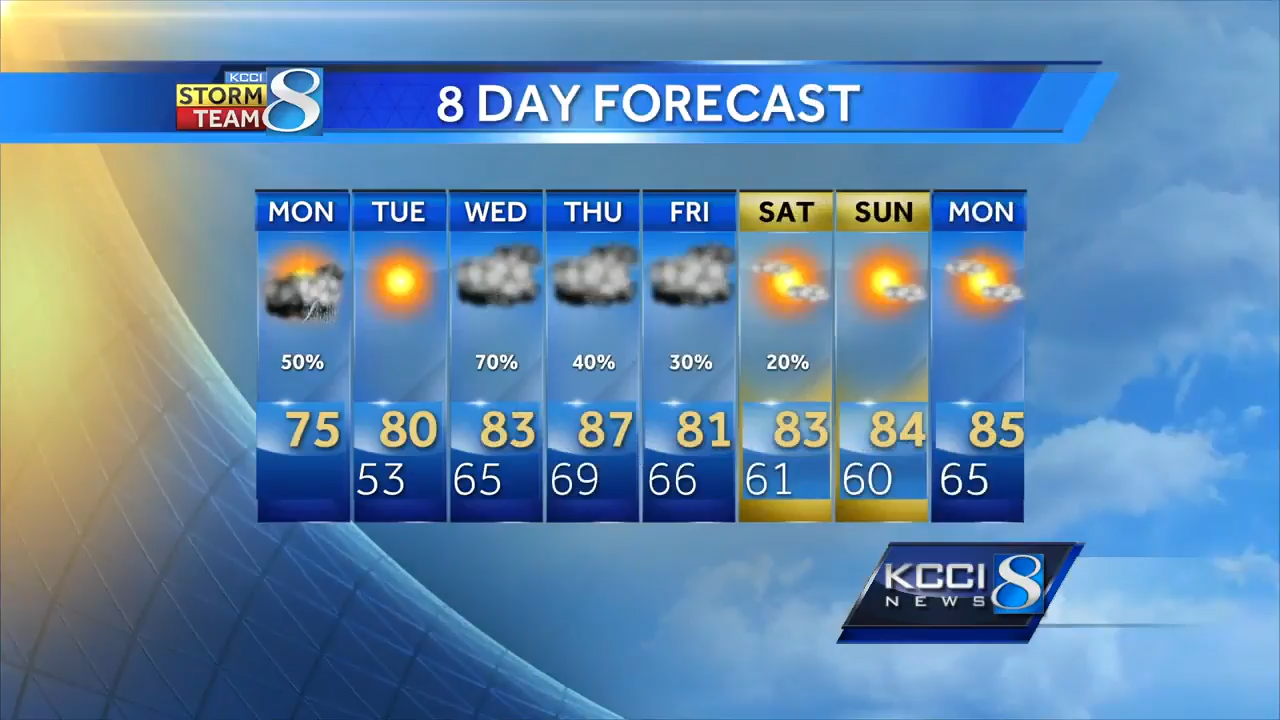 KCCI
STORM
TEAM 8
8 DAY FORECAST
MON TUE WED THU FRI SAT SUN MON
50% 70% 40% 30% 20%
75 80 83 87 81 83 84 85
53 65 69 66 61 60 65
KCCI 8
NEWS